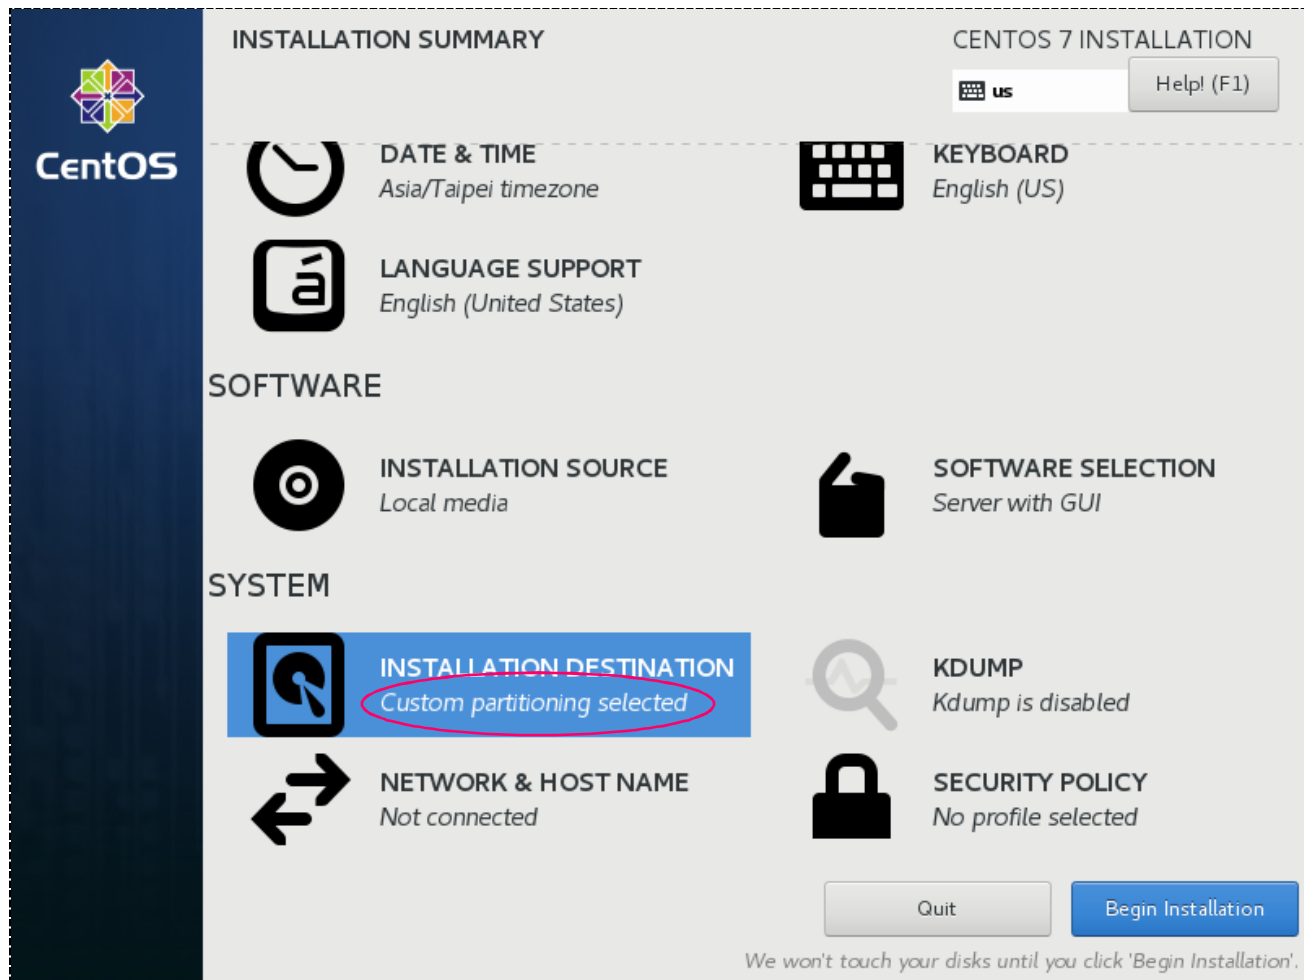 INSTALLATION SUMMARY
CENTOS 7 INSTALLATION
us
Help! (F1)
CentOS
DATE & TIME
Asia/Taipei timezone
KEYBOARD
English (US)
á
LANGUAGE SUPPORT
English (United States)
SOFTWARE
INSTALLATION SOURCE
Local media
SOFTWARE SELECTION
Server with GUI
SYSTEM
INSTALLATION DESTINATION
Custom partitioning selected
KDUMP
Kdump is disabled
NETWORK & HOST NAME
Not connected
SECURITY POLICY
No profile selected
Quit
Begin Installation
We won't touch your disks until you click 'Begin Installation'.